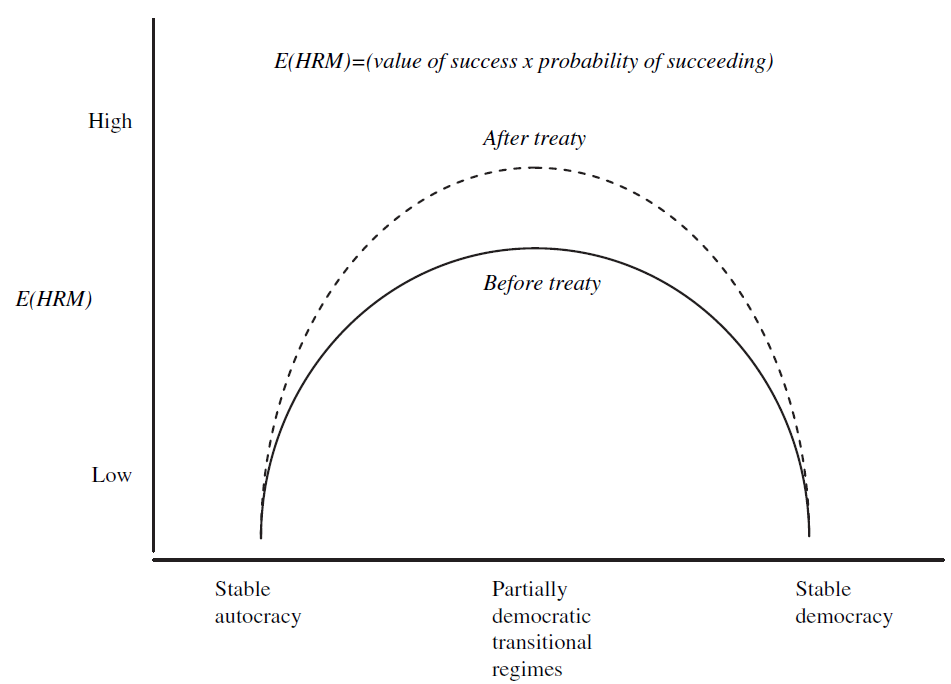 E(HRM)=(value of success x probability of succeeding)
High
After treaty
Before treaty
E(HRM)
Low
Stable
autocracy
Partially
democratic
transitional
regimes
Stable
democracy